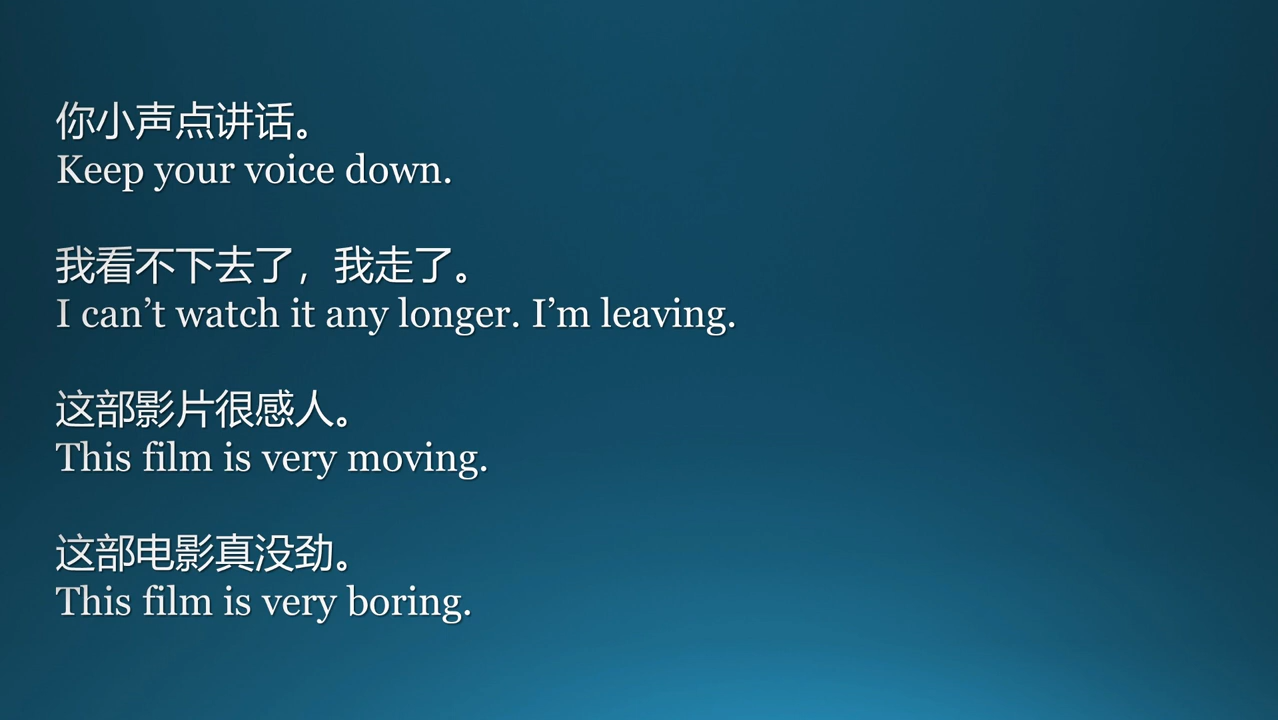 你小声点讲话。
Keep your voice down.
我看不下去了，我走了。
I can’t watch it any longer. I’m leaving.
这部影片很感人。
This film is very moving.
这部电影真没劲。
This film is very boring.